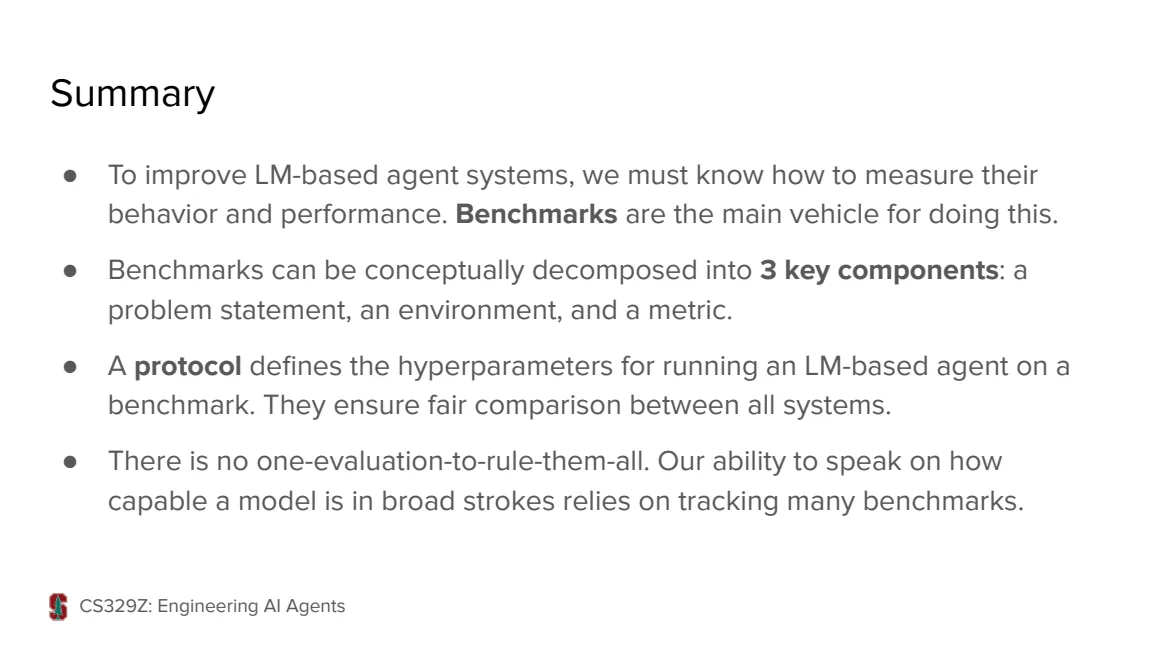 Summary
● To improve LM-based agent systems, we must know how to measure their
behavior and performance. Benchmarks are the main vehicle for doing this.
● Benchmarks can be conceptually decomposed into 3 key components: a
problem statement, an environment, and a metric.
● A protocol defines the hyperparameters for running an LM-based agent on a
benchmark. They ensure fair comparison between all systems.
● There is no one-evaluation-to-rule-them-all. Our ability to speak on how
capable a model is in broad strokes relies on tracking many benchmarks.
CS329Z: Engineering AI Agents